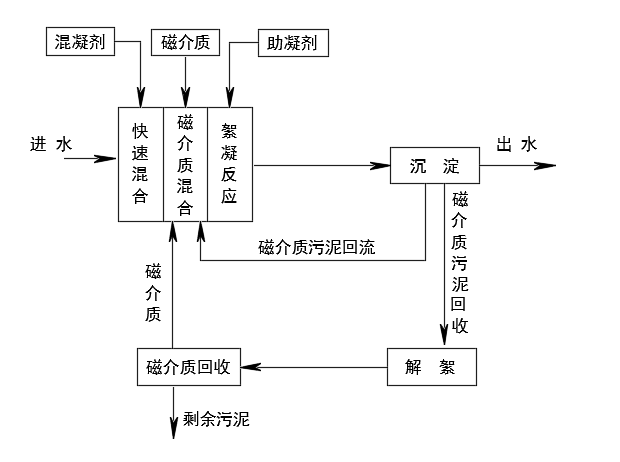 混凝剂
磁介质
助凝剂
进 水
快速混合
磁介质混合
絮凝反应
沉 淀
出 水
磁介质污泥回流
磁介质污泥回收
磁介质
磁介质回收
解 絮
剩余污泥